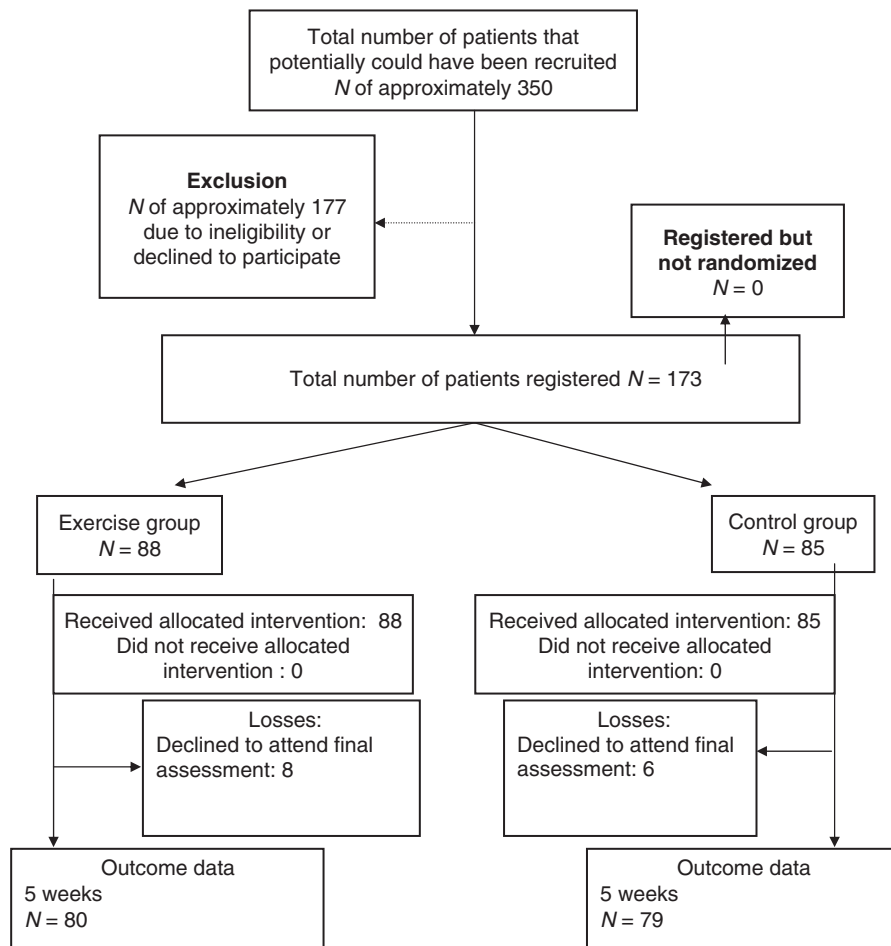 Total number of patients that
potentially could have been recruited
N of approximately 350
Exclusion
N of approximately 177
due to ineligibility or
declined to participate
Registered but
not randomized
N = 0
Total number of patients registered N = 173
Exercise group
N = 88
Control group
N = 85
Received allocated intervention: 88
Did not receive allocated
intervention : 0
Received allocated intervention: 85
Did not receive allocated
intervention: 0
Losses:
Declined to attend final
assessment: 8
Losses:
Declined to attend final
assessment: 6
Outcome data
5 weeks
N = 80
Outcome data
5 weeks
N = 79